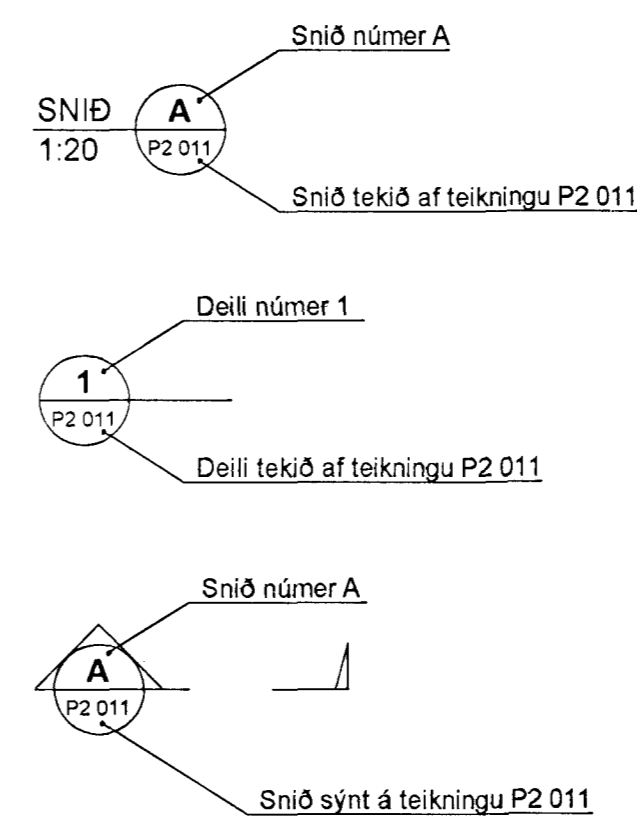 Snið númer A
SNIÐ
A
1:20
P2 011
Snið tekið af teikningu P2 011
Deili númer 1
1
P2 011
Deili tekið af teikningu P2 011
Snið númer A
A
P2 011
Snið sýnt á teikningu P2 011